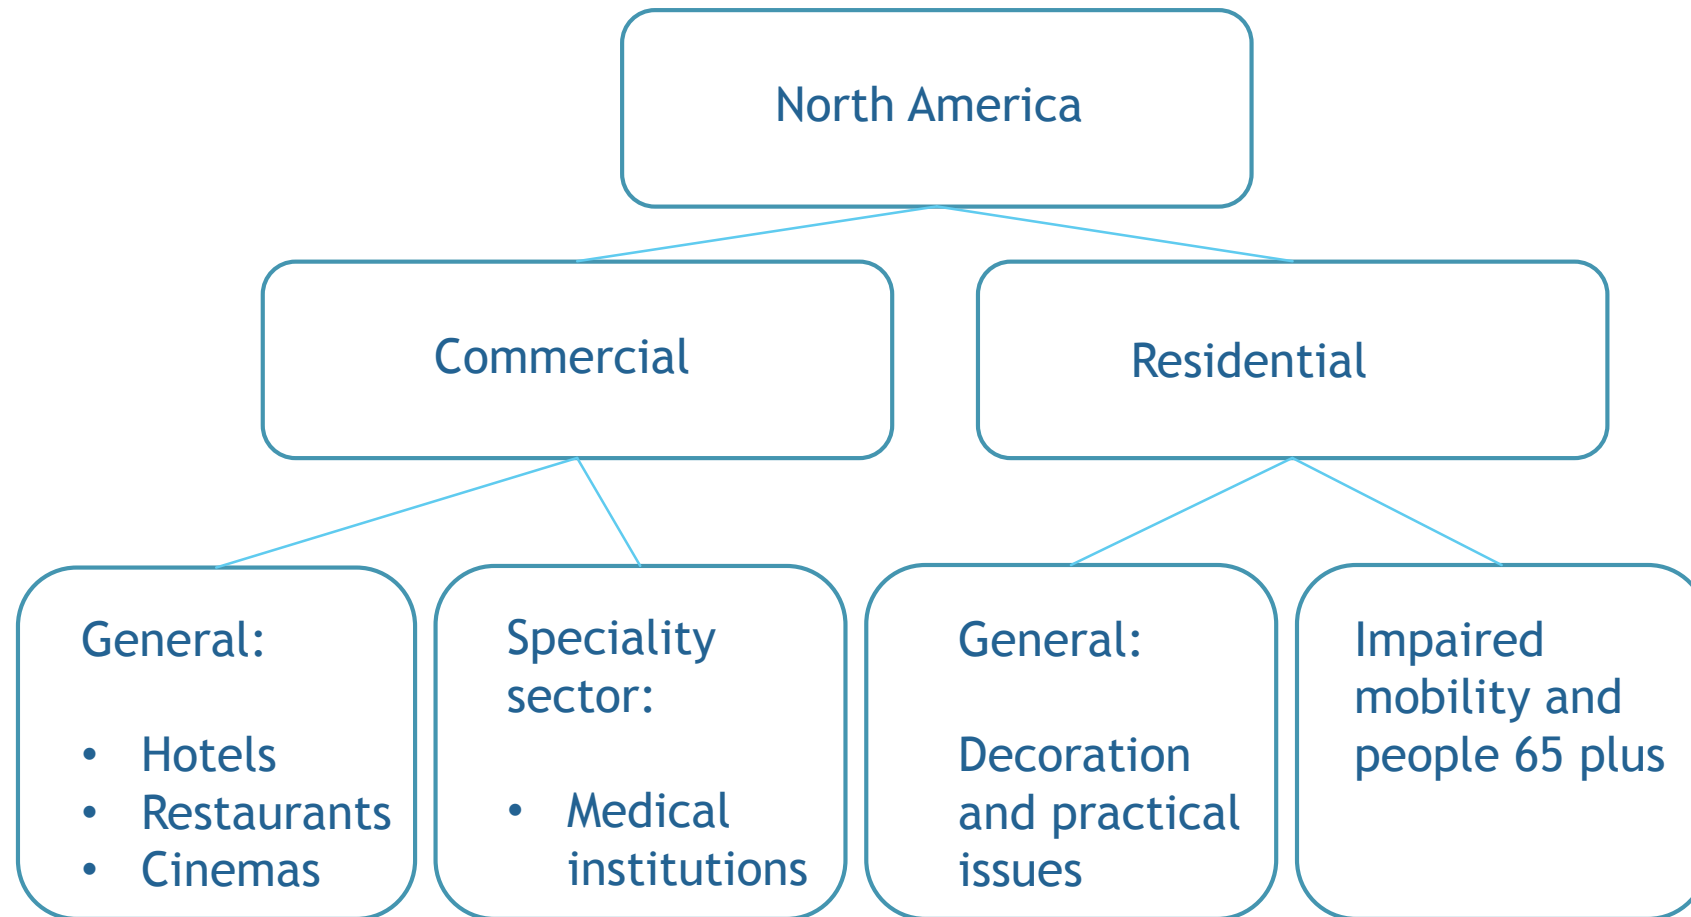 North America
Commercial
Residential
General:
• Hotels
• Restaurants
• Cinemas
Speciality
sector:
• Medical
institutions
General:
Decoration
and practical
issues
Impaired
mobility and
people 65 plus